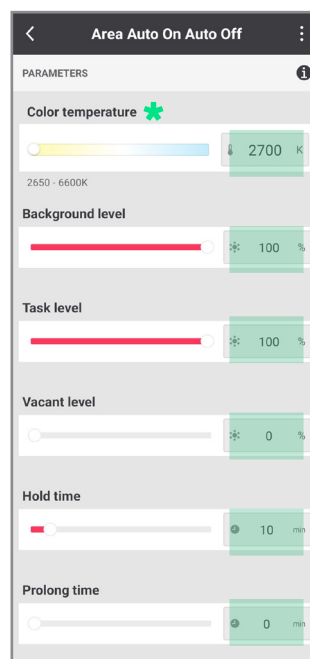 Area Auto On Auto Off
PARAMETERS
Color temperature
2700 K
2650 - 6600K
Background level
100 %
Task level
100 %
Vacant level
0 %
Hold time
10 min
Prolong time
0 min